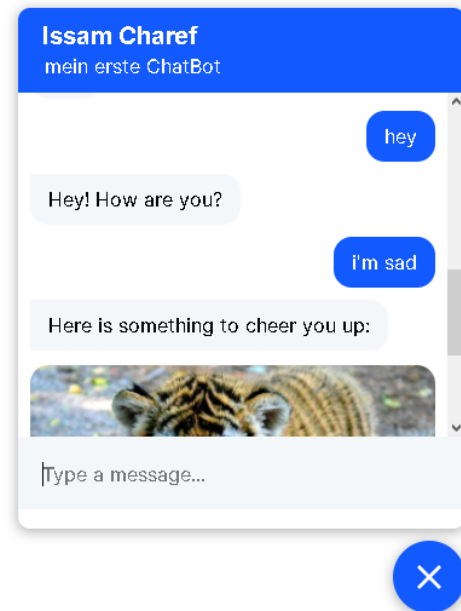 Issam Charef
mein erste ChatBot
hey
Hey! How are you?
i'm sad
Here is something to cheer you up:
Type a message...